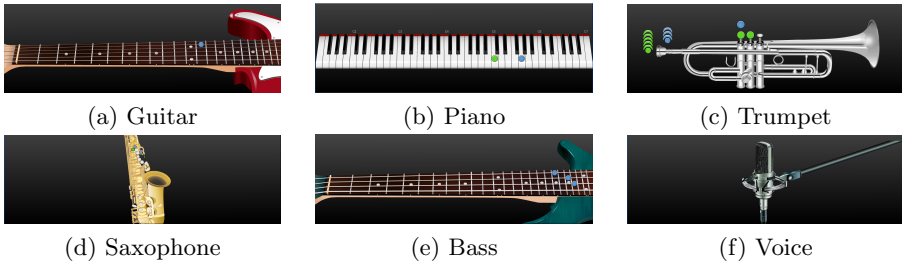 (a) Guitar
(b) Piano
(c) Trumpet
(d) Saxophone
(e) Bass
(f) Voice